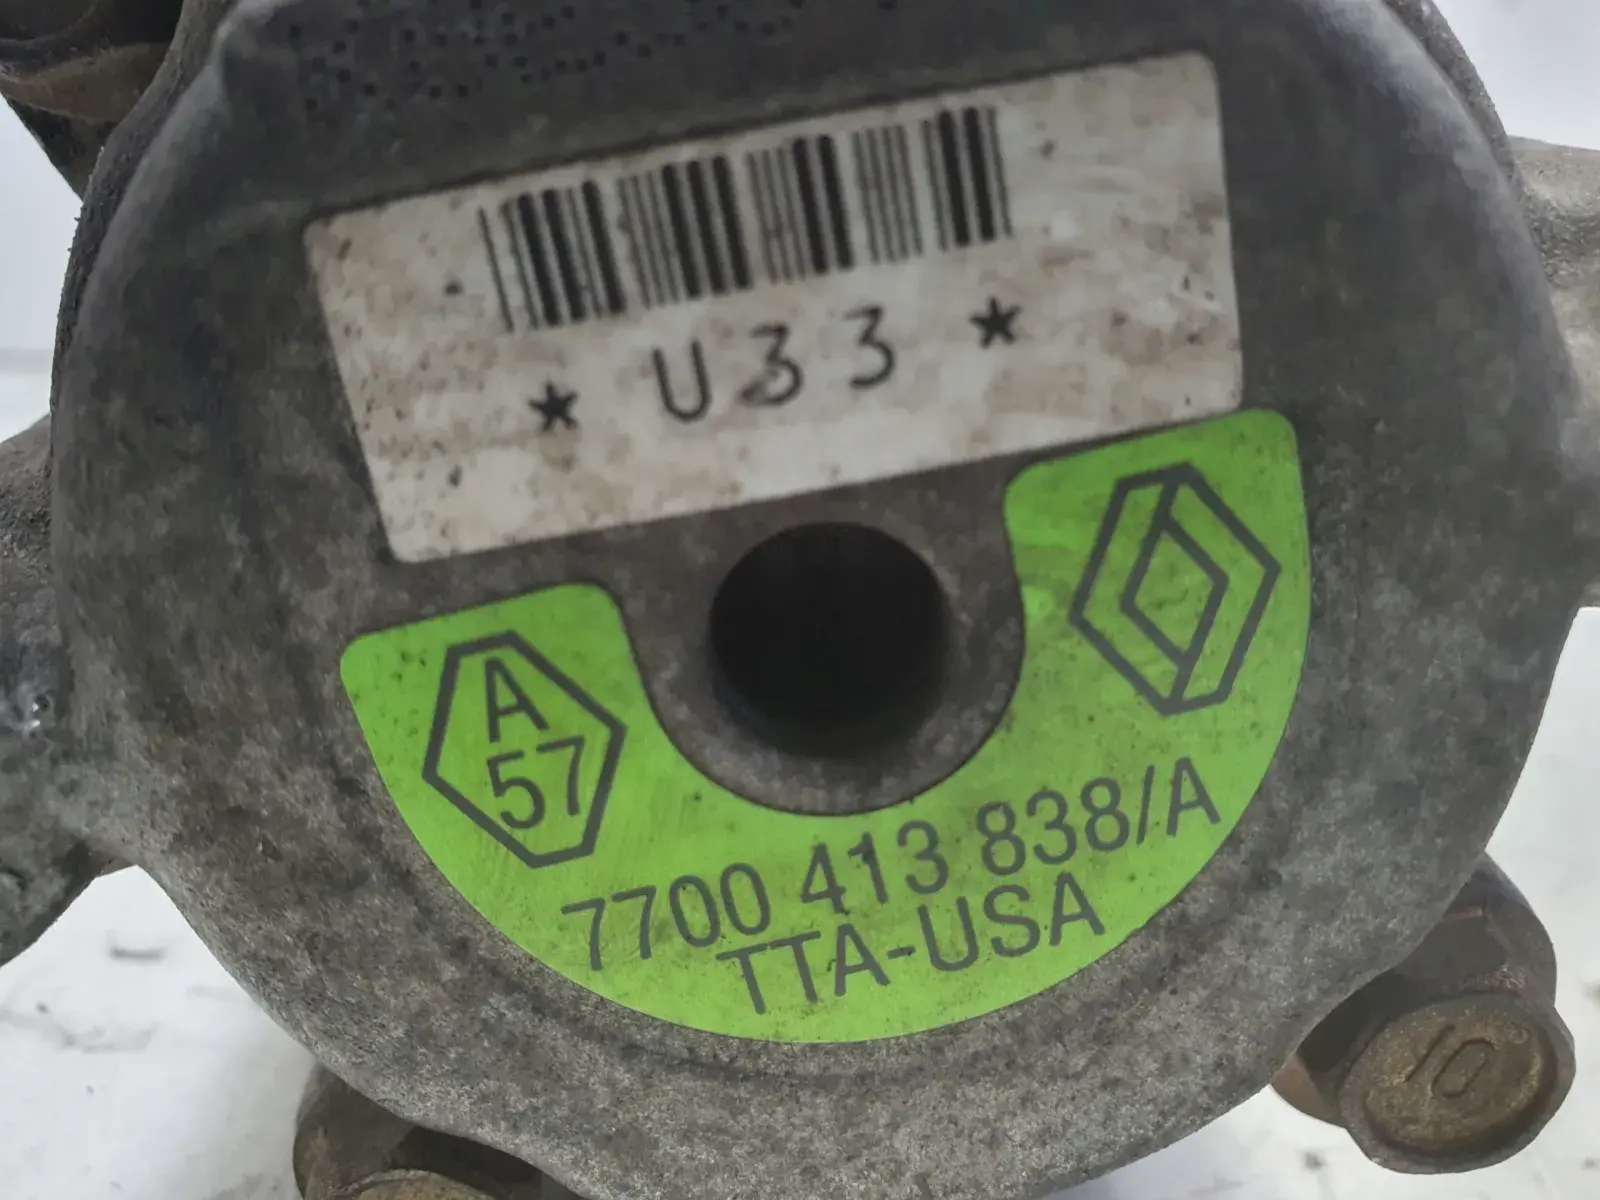 * U33 *
A
57
7700 413 838/A
TTA-USA
10